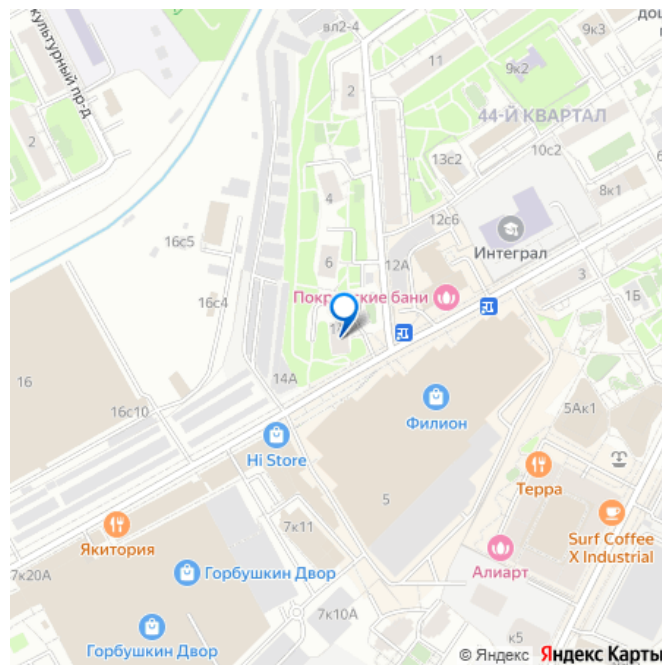 вл2-4
9к3
культурный пр-д
11
9к2
2
44-Й КВАРТАЛ
2
10с2
13с2
8к1
4
12с6
16с5
Интеграл
6
12А
3
Покровские бани
1Б
16с4
14А
16
16с10
Филион
5Ак1
Hi Store
Терра
5
7к11
Якитория
Surf Coffee
X Industrial
7к20А
Горбушкин Двор
Алиарт
7к10А
Горбушкин Двор
к5
© Яндекс Яндекс Карты